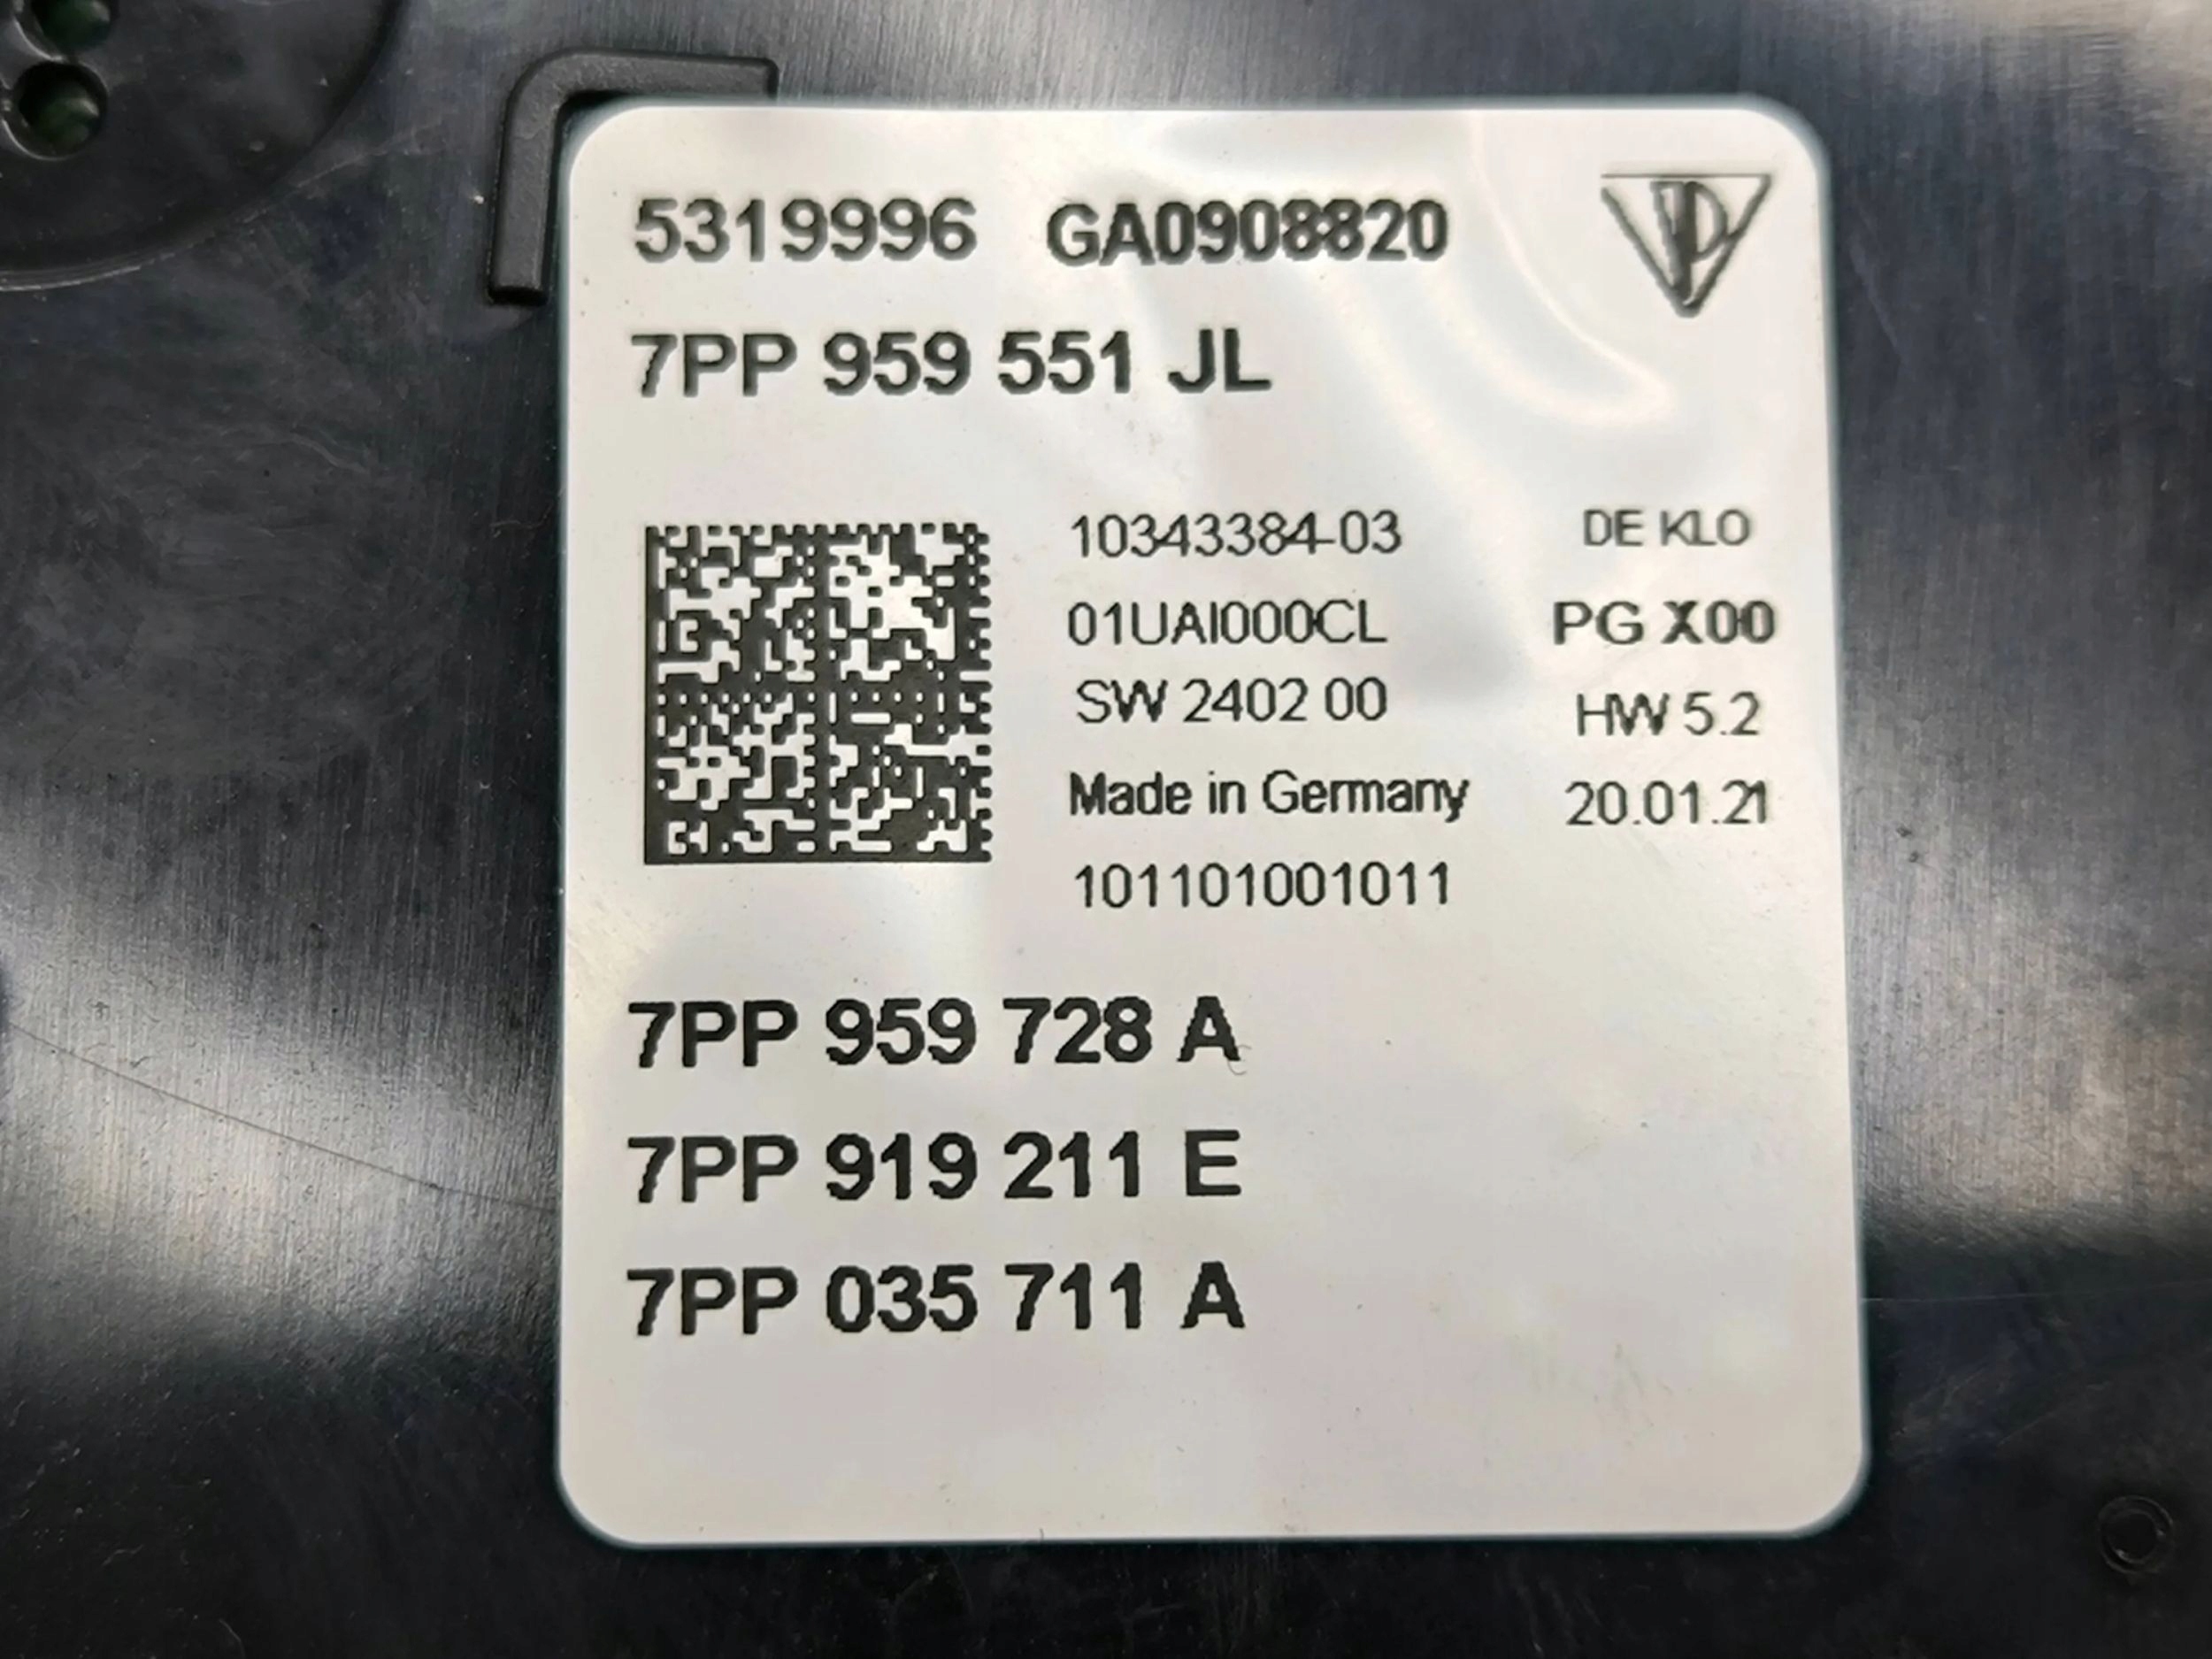 5319996 GA0908820
7PP 959 551 JL
10343384-03 DE KLO
01UAI000CL PG X00
SW 2402 00 HW 5.2
Made in Germany 20.01.21
101101001011
7PP 959 728 A
7PP 919 211 E
7PP 035 711 A